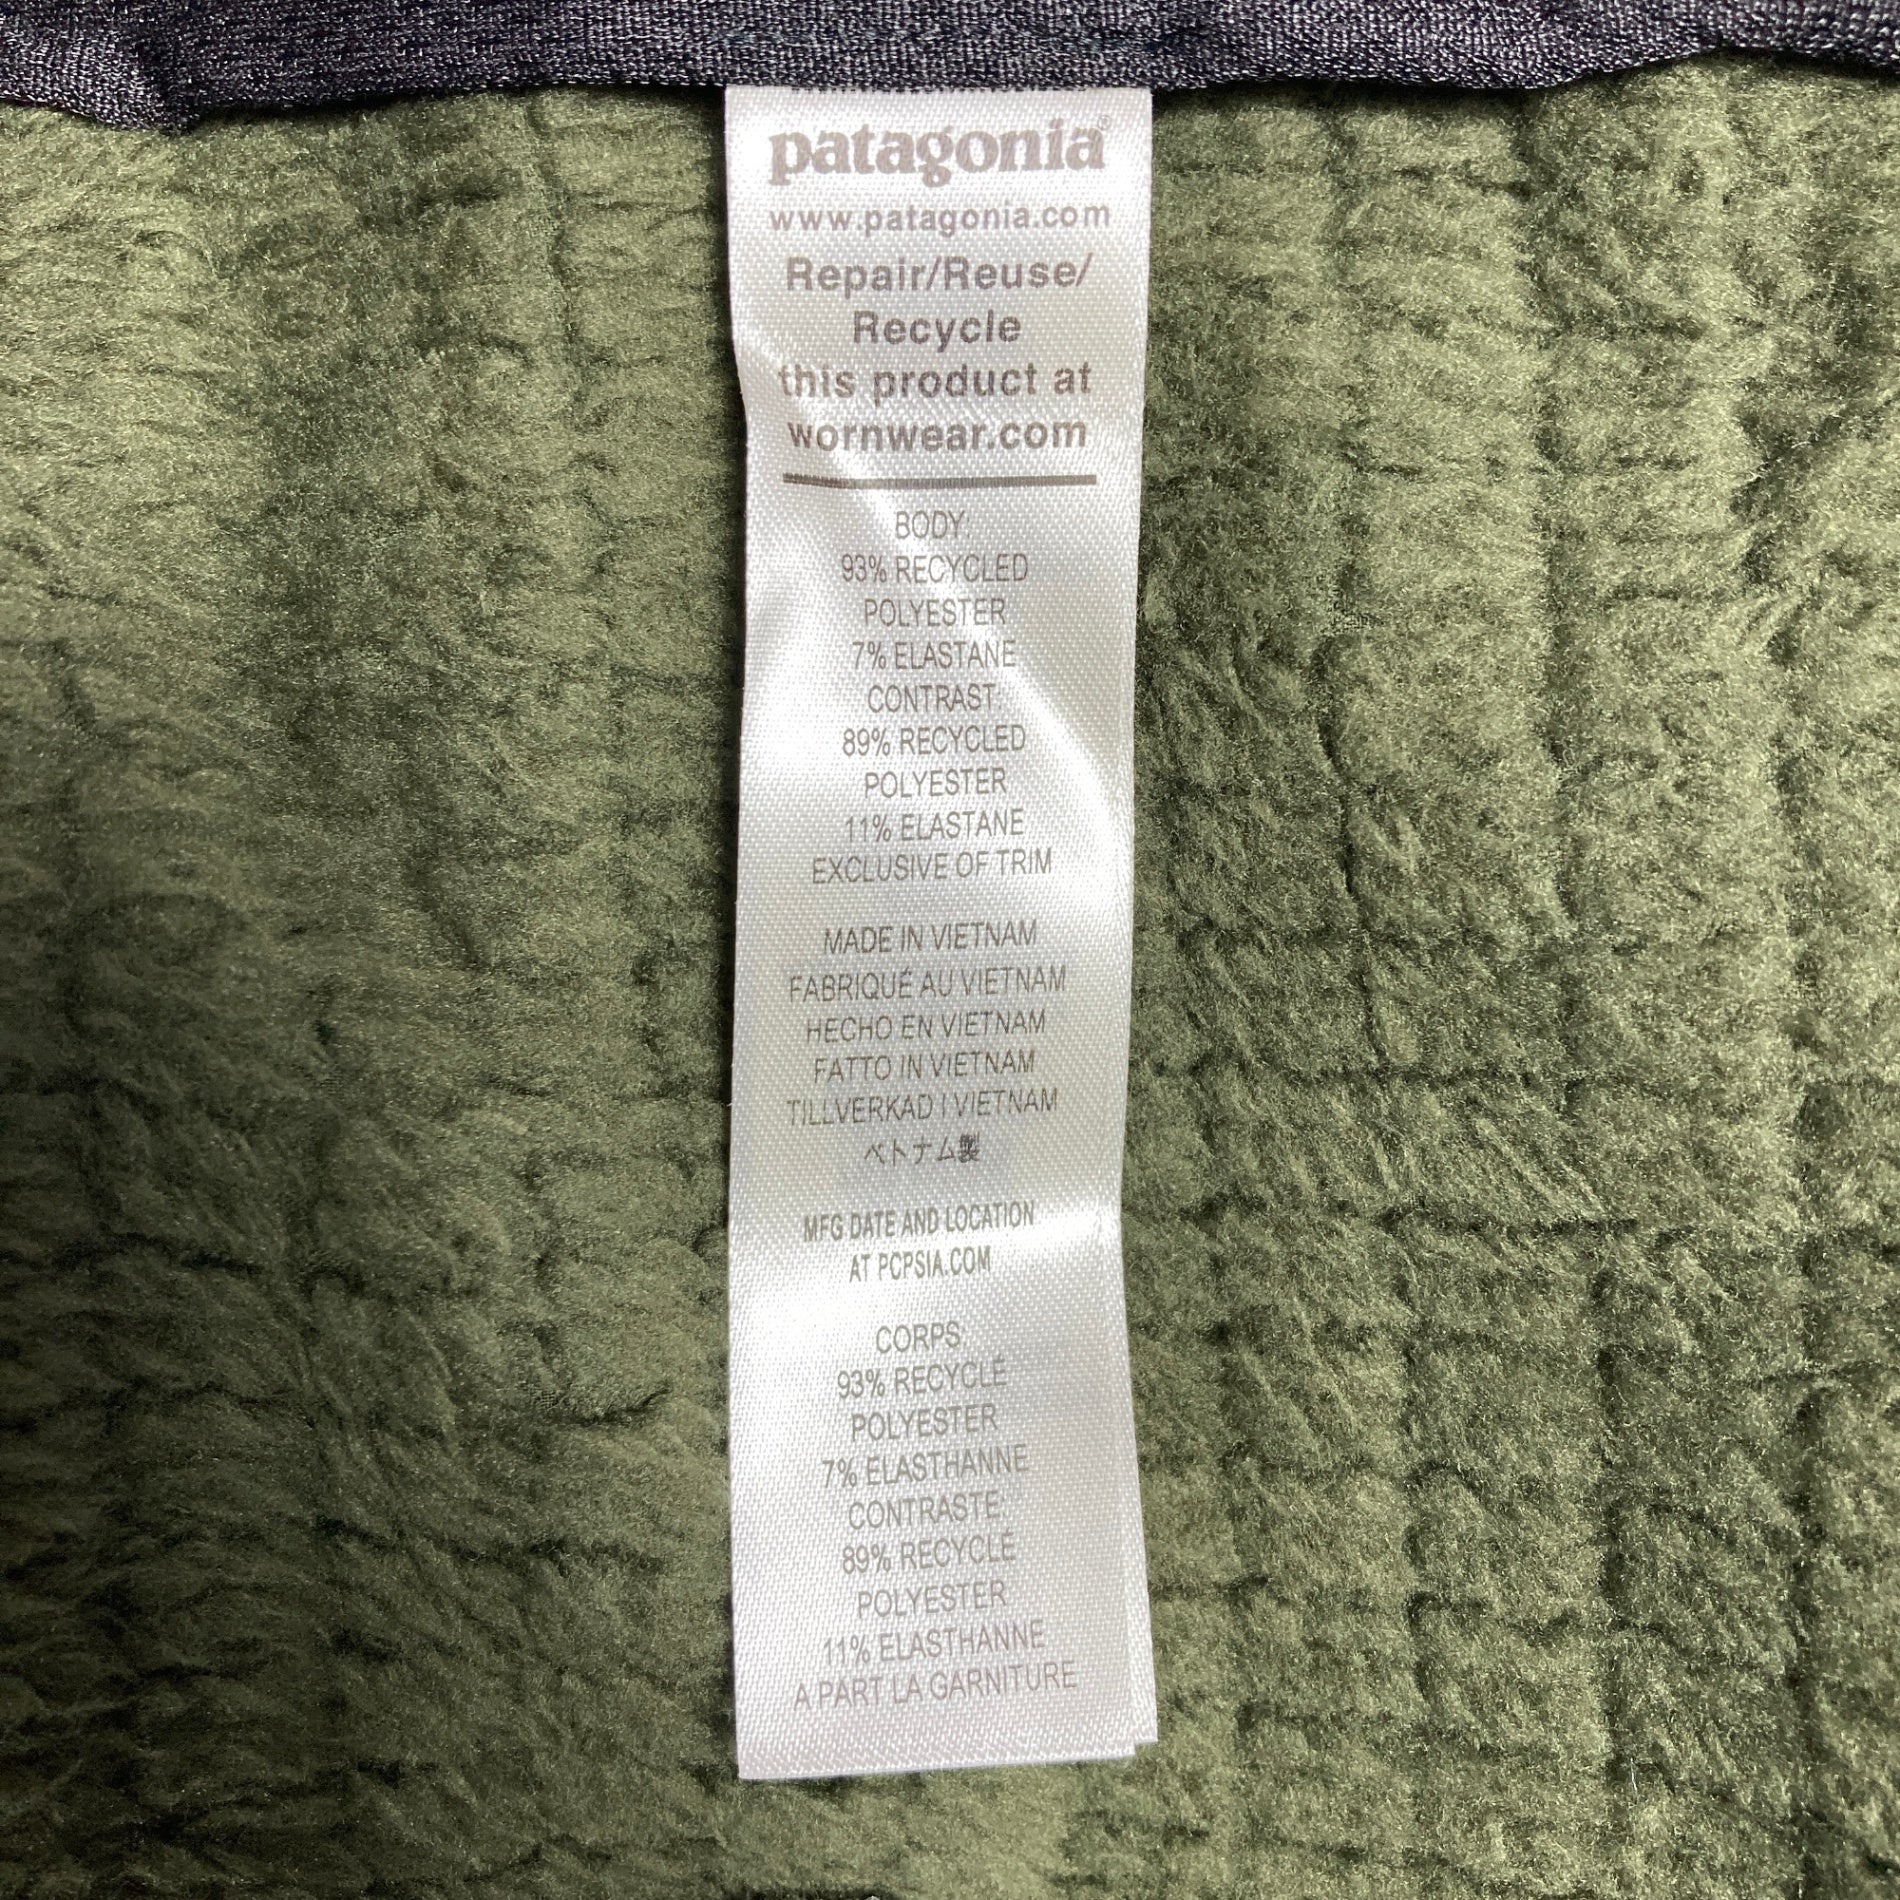 patagonia®
www.patagonia.com
Repair/Reuse/
Recycle
this product at
wornwear.com
BODY:
93% RECYCLED
POLYESTER
7% ELASTANE
CONTRAST:
89% RECYCLED
POLYESTER
11% ELASTANE
EXCLUSIVE OF TRIM
MADE IN VIETNAM
FABRIQUÉ AU VIETNAM
HECHO EN VIETNAM
FATTO IN VIETNAM
TILLVERKAD I VIETNAM
ベトナム製
MFG DATE AND LOCATION
AT PCPSIA.COM
CORPS:
93% RECYCLÉ
POLYESTER
7% ELASTHANNE
CONTRASTE
89% RECYCLÉ
POLYESTER
11% ELASTHANNE
A PART LA GARNITURE